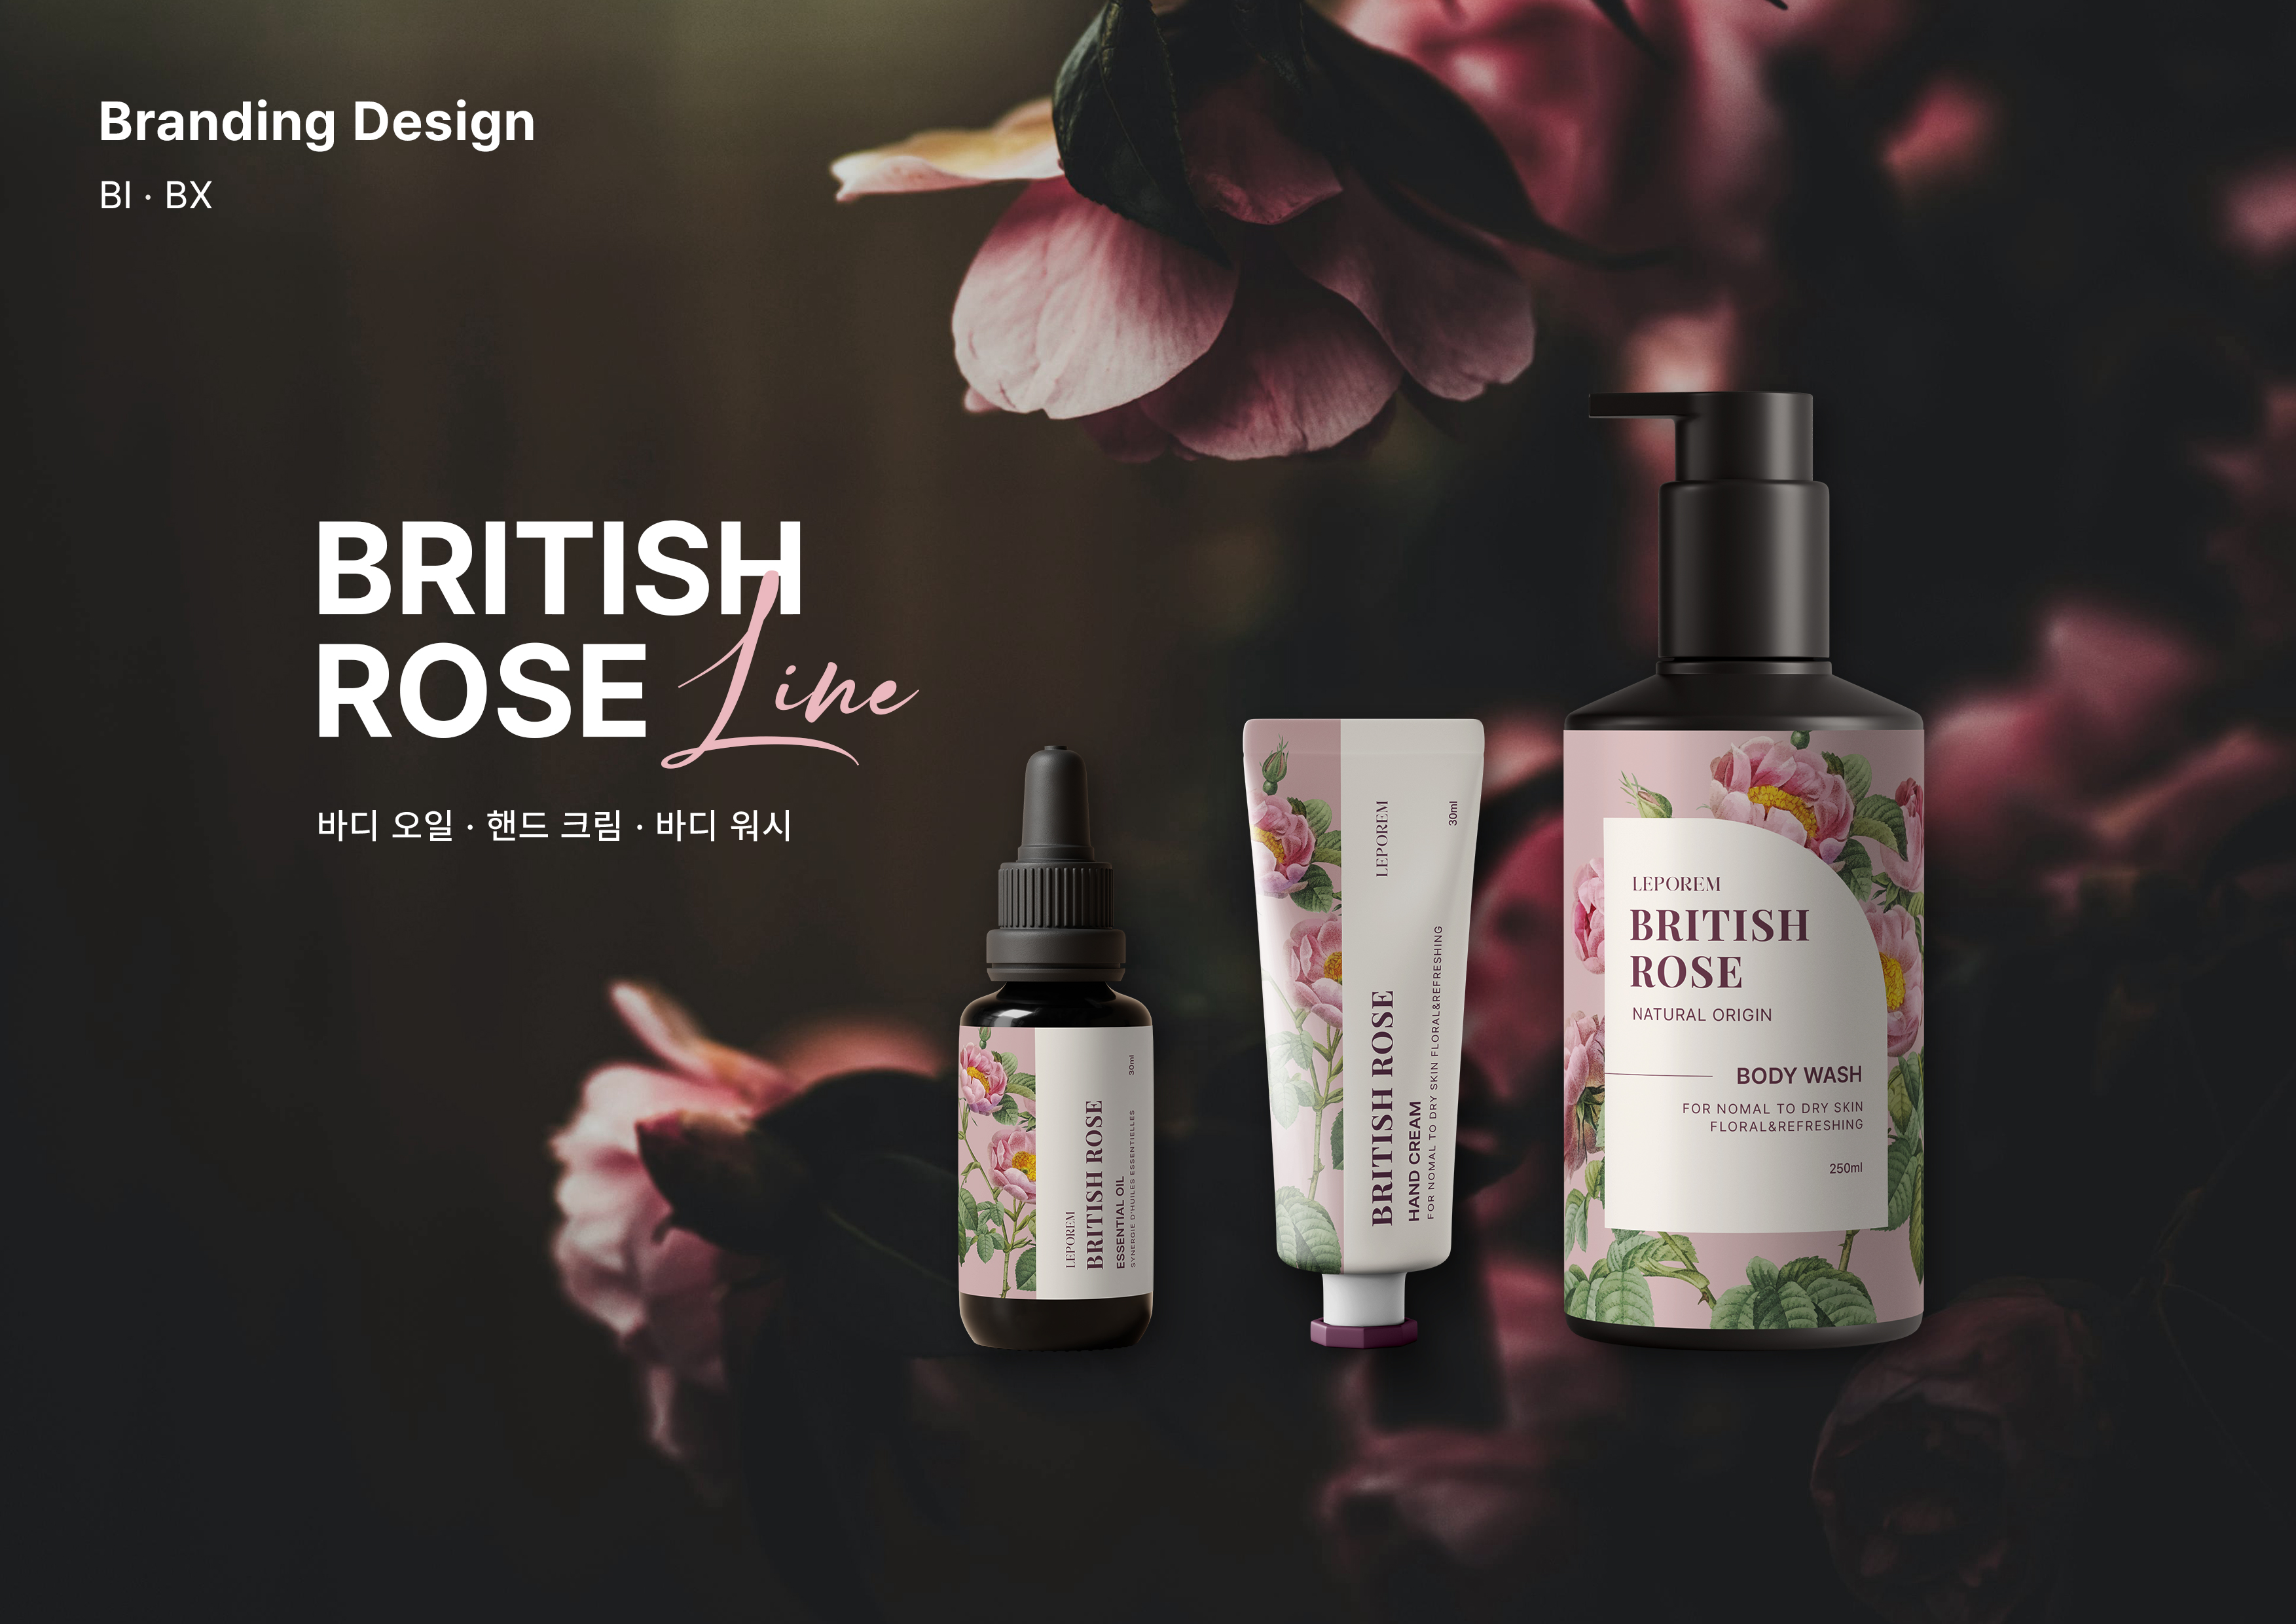 Branding Design
BI · BX
BRITISH
ROSE Line
바디 오일 · 핸드 크림 · 바디 워시
LEPOREM
BRITISH ROSE
ESSENTIAL OIL
SYNERGIE D'HUILES ESSENTIELLES
30ml
LEPOREM
BRITISH ROSE
HAND CREAM
FOR NOMAL TO DRY SKIN FLORAL&REFRESHING
30ml
LEPOREM
BRITISH
ROSE
NATURAL ORIGIN
BODY WASH
FOR NOMAL TO DRY SKIN
FLORAL&REFRESHING
250ml